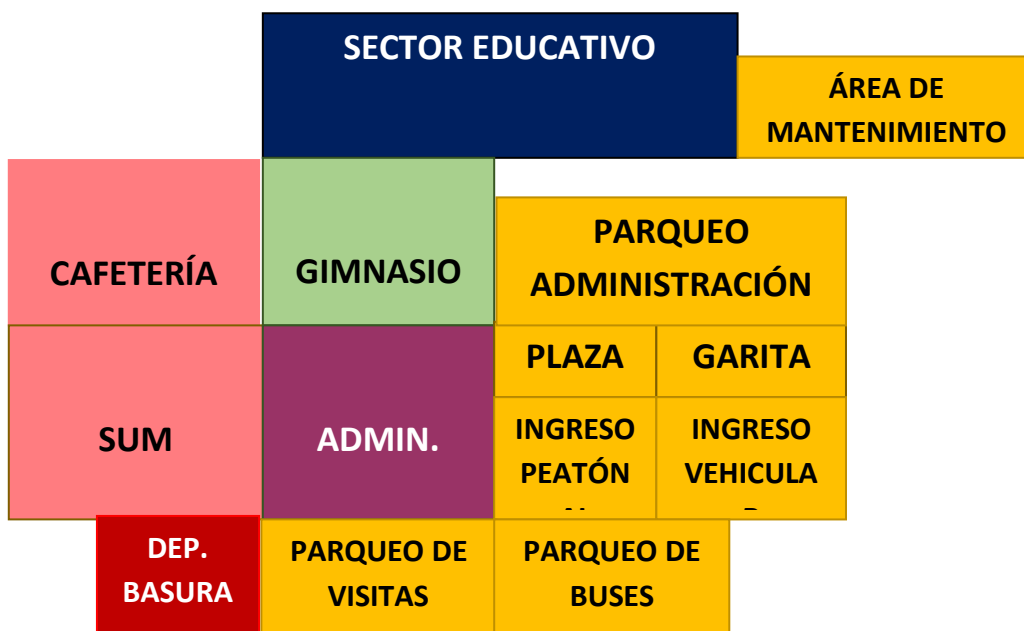 SECTOR EDUCATIVO
ÁREA DE
MANTENIMIENTO
CAFETERÍA
GIMNASIO
PARQUEO
ADMINISTRACIÓN
PLAZA
GARITA
SUM
ADMIN.
INGRESO
PEATÓN
INGRESO
VEHICULA
DEP.
BASURA
PARQUEO DE
VISITAS
PARQUEO DE
BUSES